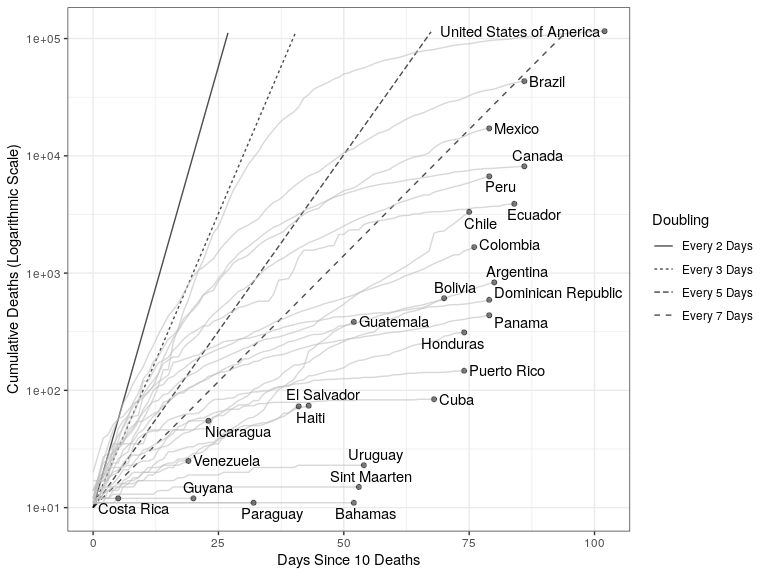 United States of America
1e+05
Brazil
Mexico
Canada
1e+04
Peru
Ecuador
Chile
Colombia
Argentina
1e+03
Bolivia
Dominican Republic
Guatemala
Panama
Honduras
Puerto Rico
1e+02
El Salvador
Cuba
Haiti
Nicaragua
Uruguay
Venezuela
Sint Maarten
Guyana
1e+01
Costa Rica
Paraguay
Bahamas
0
25
50
75
100
Days Since 10 Deaths
Cumulative Deaths (Logarithmic Scale)
Doubling
Every 2 Days
Every 3 Days
Every 5 Days
Every 7 Days